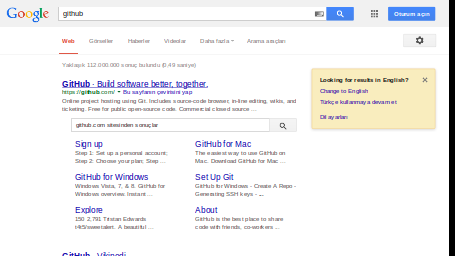 Google github Oturum açın
Web Görseller Haberler Videolar Daha fazla Arama araçları
Yaklaşık 112.000.000 sonuç bulundu (0,49 saniye)
GitHub · Build software better, together.
https://github.com/ Bu sayfanın çevirisini yap
Online project hosting using Git. Includes source-code browser, in-line editing, wikis, and
ticketing. Free for public open-source code. Commercial closed source ...
github.com sitesinden sonuçlar
Sign up
Step 1: Set up a personal account;
Step 2: Choose your plan; Step ...
GitHub for Mac
The easiest way to use GitHub on
Mac. Download GitHub for Mac ...
GitHub for Windows
Windows Vista, 7, & 8. GitHub for
Windows overview. Instant ...
Set Up Git
GitHub for Windows - Create A Repo -
Generating SSH keys - ...
Explore
150 2,791 Tristan Edwards
t4t5/sweetalert. A beautiful ...
About
GitHub is the best place to share
code with friends, co-workers ...
GitHub - Vikipedi
Looking for results in English?
Change to English
Türkçe kullanmaya devam et
Dil ayarları